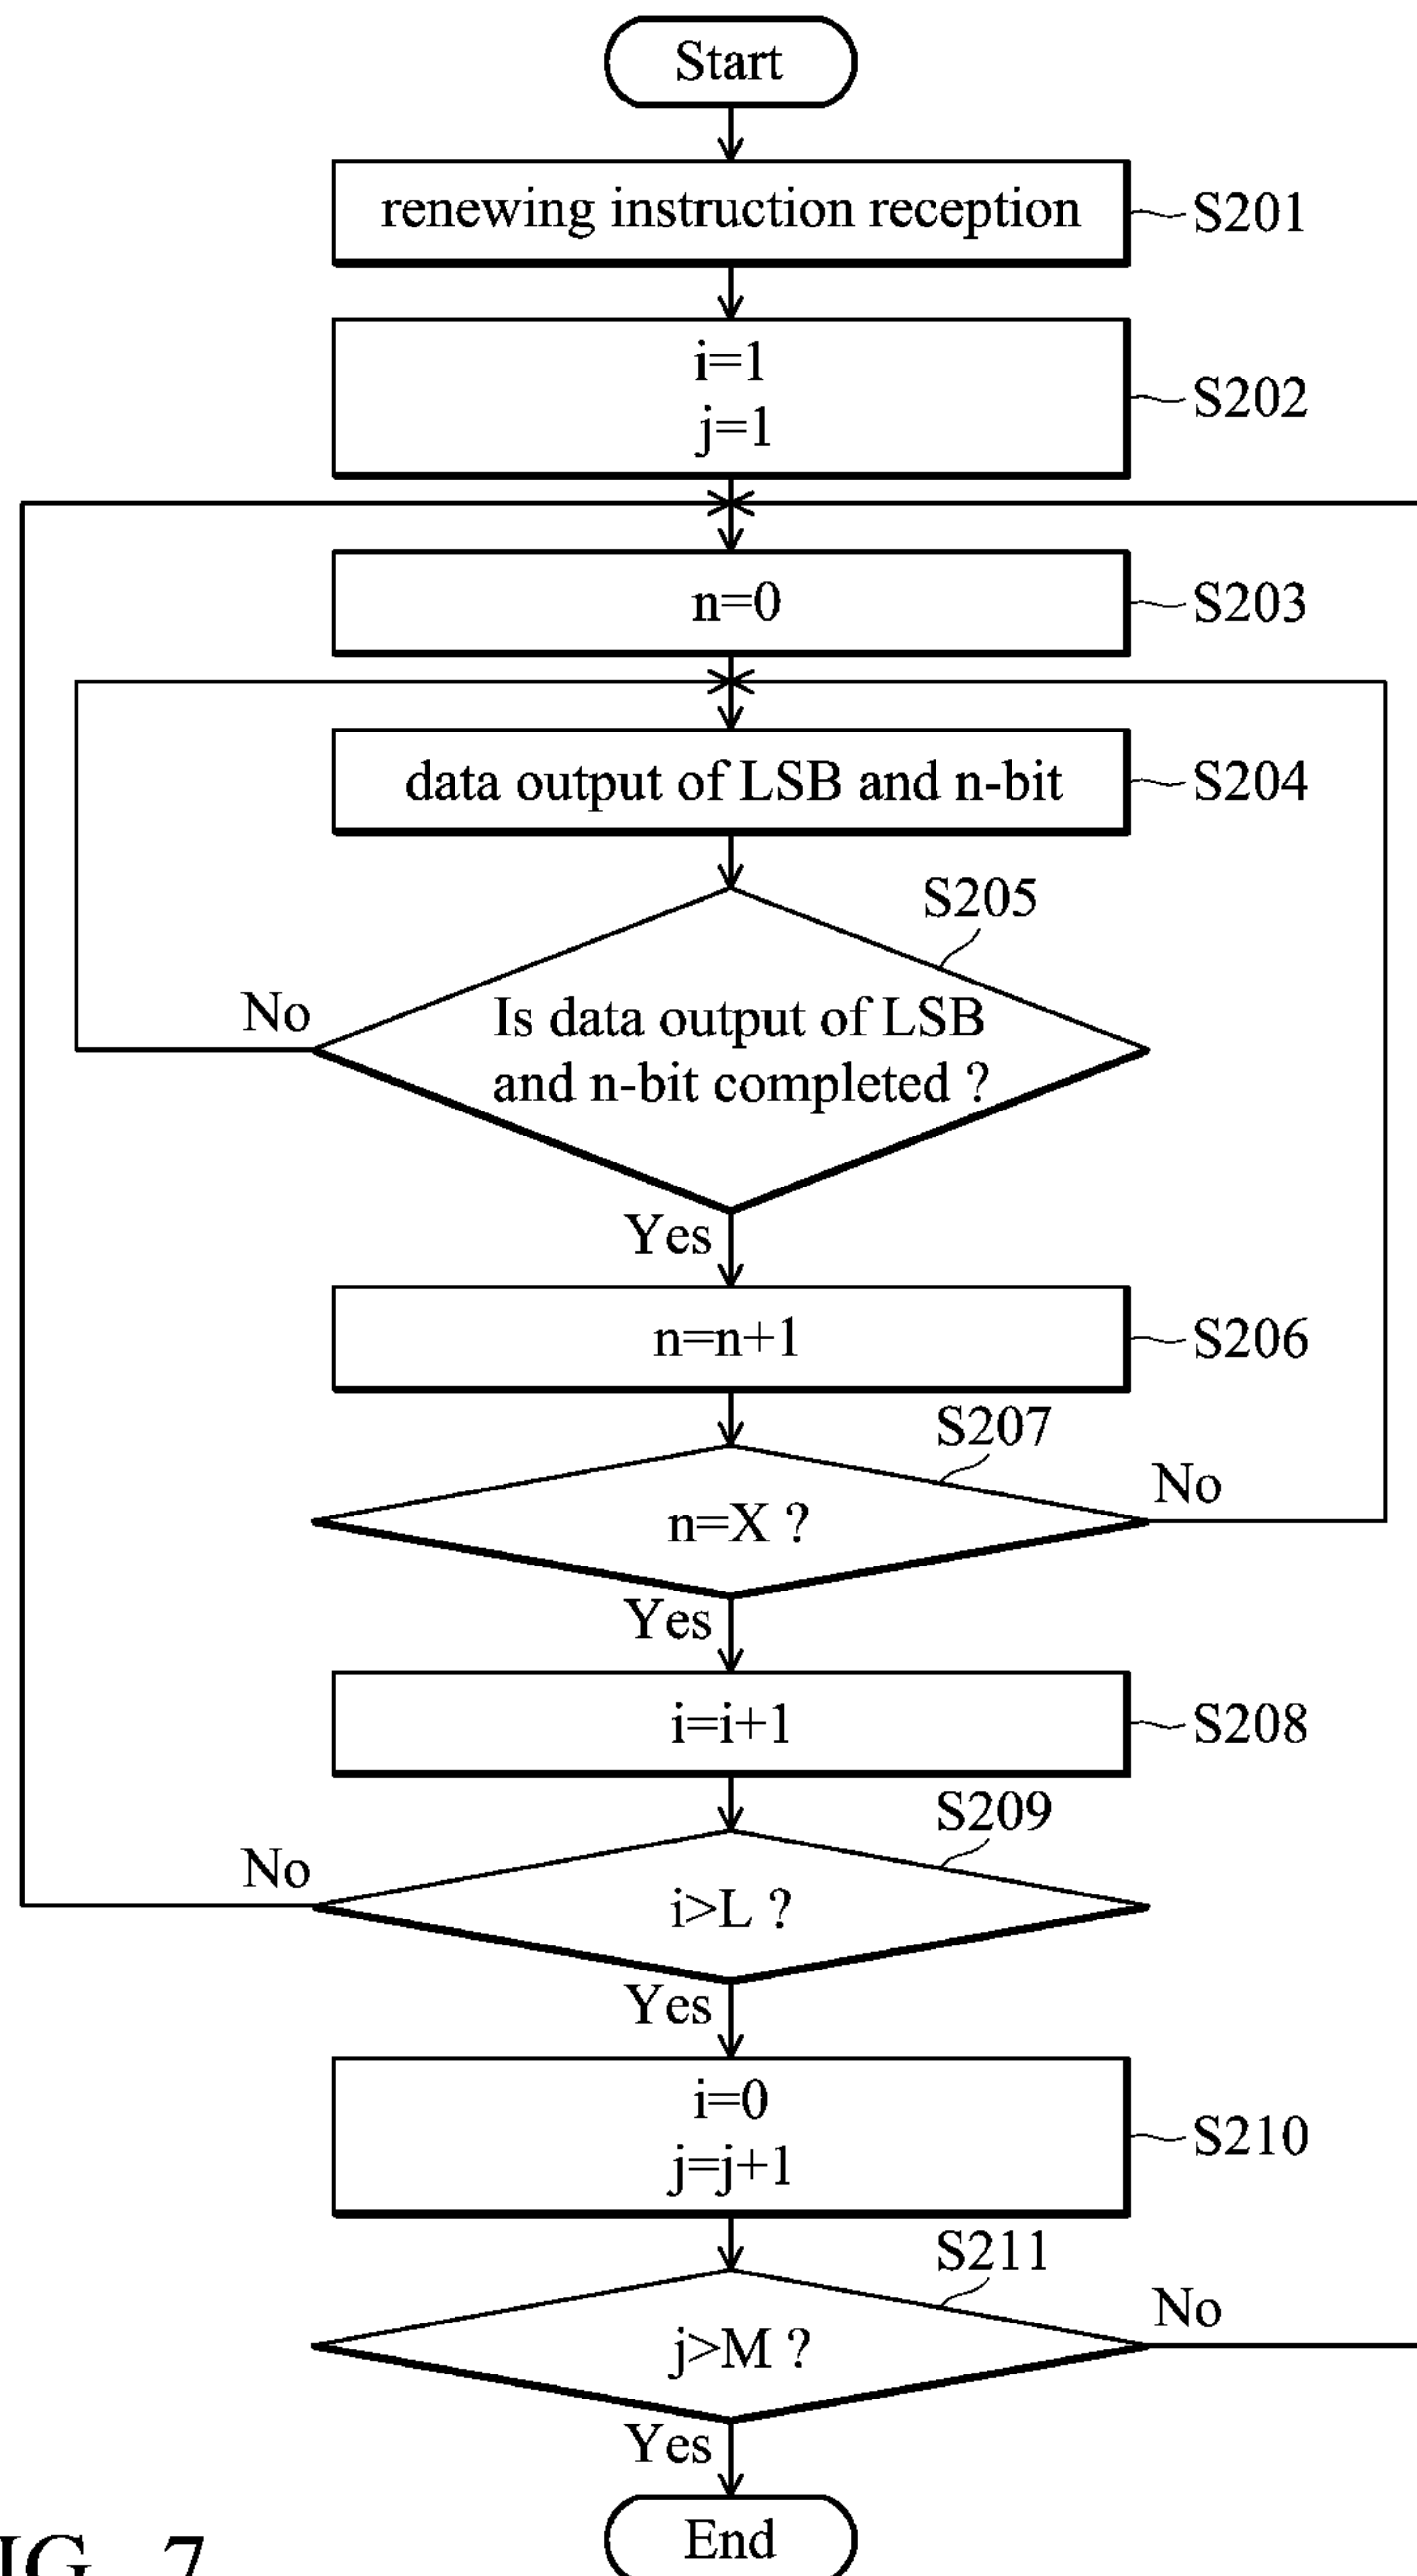 Start
renewing instruction reception
S201
i=1
j=1
S202
n=0
S203
data output of LSB and n-bit
S204
S205
No
Is data output of LSB
and n-bit completed ?
Yes
n=n+1
S206
S207
n=X ?
No
Yes
i=i+1
S208
S209
No
i>L ?
Yes
i=0
j=j+1
S210
S211
j>M ?
No
Yes
End
IG. 7